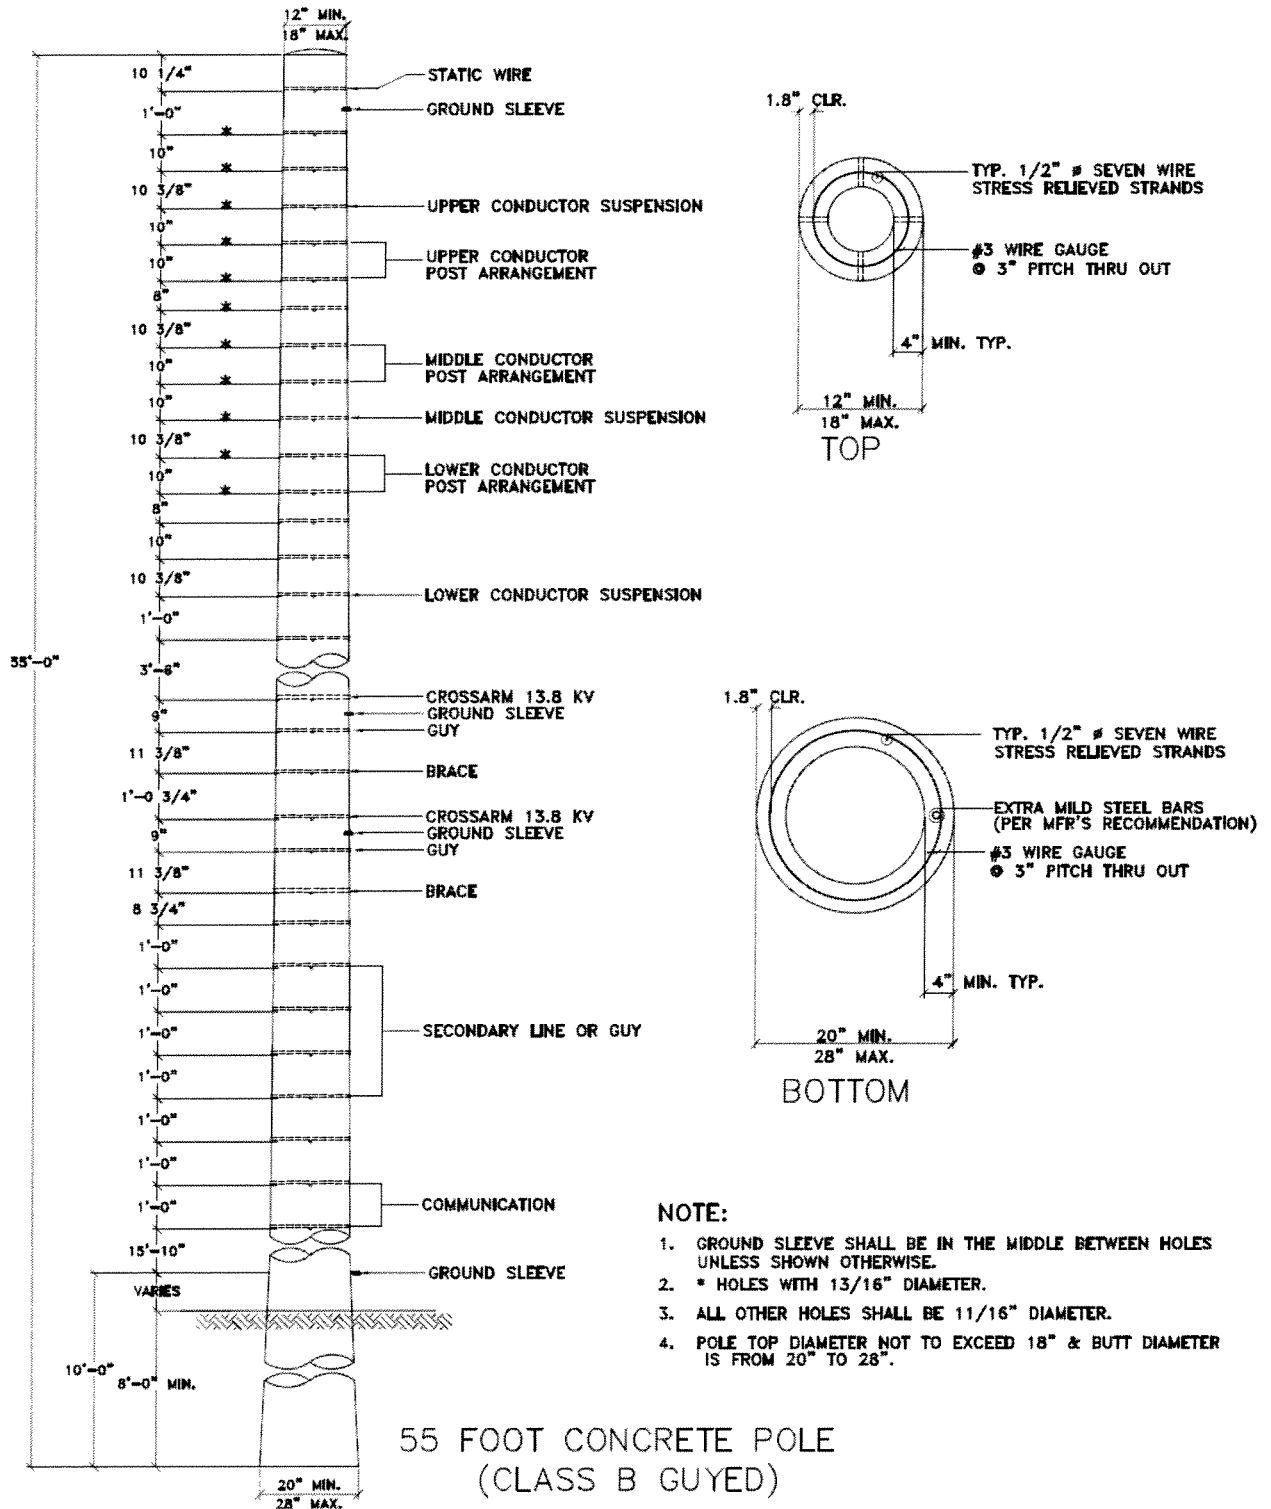 12" MIN.
18" MAX.
10 1/4"
STATIC WIRE
GROUND SLEEVE
1'-0"
*
10"
*
10 3/8"
*
UPPER CONDUCTOR SUSPENSION
10"
*
UPPER CONDUCTOR
POST ARRANGEMENT
10"
*
8"
*
10 3/8"
*
MIDDLE CONDUCTOR
POST ARRANGEMENT
10"
*
10"
*
MIDDLE CONDUCTOR SUSPENSION
10 3/8"
*
LOWER CONDUCTOR
POST ARRANGEMENT
10"
*
8"
10"
10 3/8"
LOWER CONDUCTOR SUSPENSION
1'-0"
55'-0"
3'-6"
CROSSARM 13.8 KV
GROUND SLEEVE
9"
GUY
11 3/8"
BRACE
1'-0 3/4"
CROSSARM 13.8 KV
GROUND SLEEVE
9"
GUY
11 3/8"
BRACE
8 3/4"
1'-0"
1'-0"
1'-0"
SECONDARY LINE OR GUY
1'-0"
1'-0"
1'-0"
1'-0"
COMMUNICATION
15'-10"
GROUND SLEEVE
VARIES
10'-0"
8'-0" MIN.
20" MIN.
28" MAX.
1.8" CLR.
TYP. 1/2" ø SEVEN WIRE
STRESS RELIEVED STRANDS
#3 WIRE GAUGE
@ 3" PITCH THRU OUT
4" MIN. TYP.
12" MIN.
18" MAX.
TOP
1.8" CLR.
TYP. 1/2" ø SEVEN WIRE
STRESS RELIEVED STRANDS
EXTRA MILD STEEL BARS
(PER MFR'S RECOMMENDATION)
#3 WIRE GAUGE
@ 3" PITCH THRU OUT
4" MIN. TYP.
20" MIN.
28" MAX.
BOTTOM
NOTE:
1. GROUND SLEEVE SHALL BE IN THE MIDDLE BETWEEN HOLES
UNLESS SHOWN OTHERWISE.
2. * HOLES WITH 13/16" DIAMETER.
3. ALL OTHER HOLES SHALL BE 11/16" DIAMETER.
4. POLE TOP DIAMETER NOT TO EXCEED 18" & BUTT DIAMETER
IS FROM 20" TO 28".
55 FOOT CONCRETE POLE
(CLASS B GUYED)